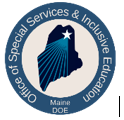 Office of Special Services & Inclusive Education
Maine
DOE